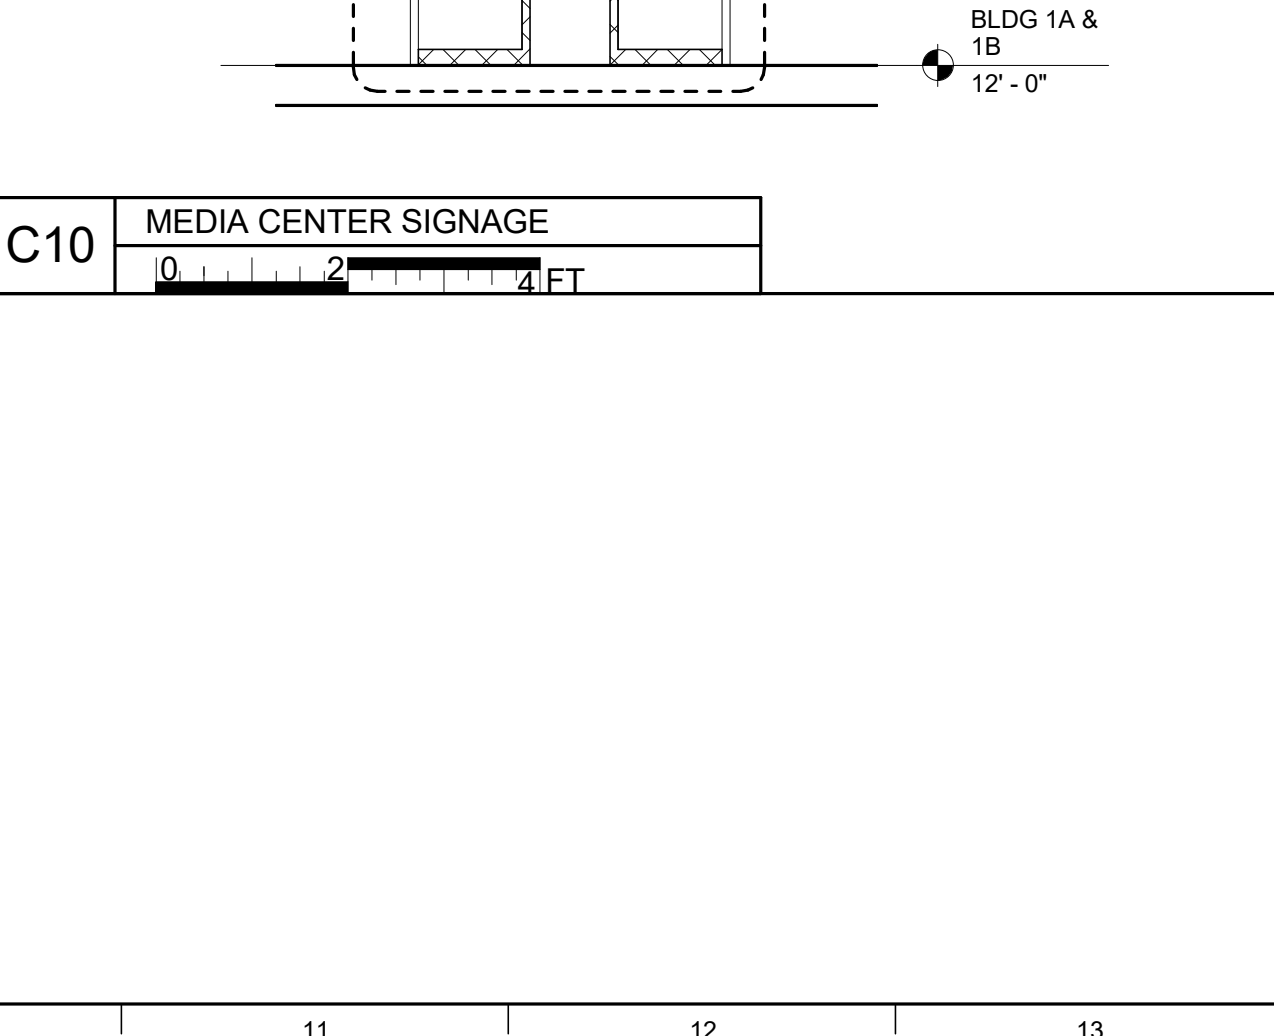 BLDG 1A &
1B
12' - 0"
C10
MEDIA CENTER SIGNAGE
0 2 4 FT
11 12 13